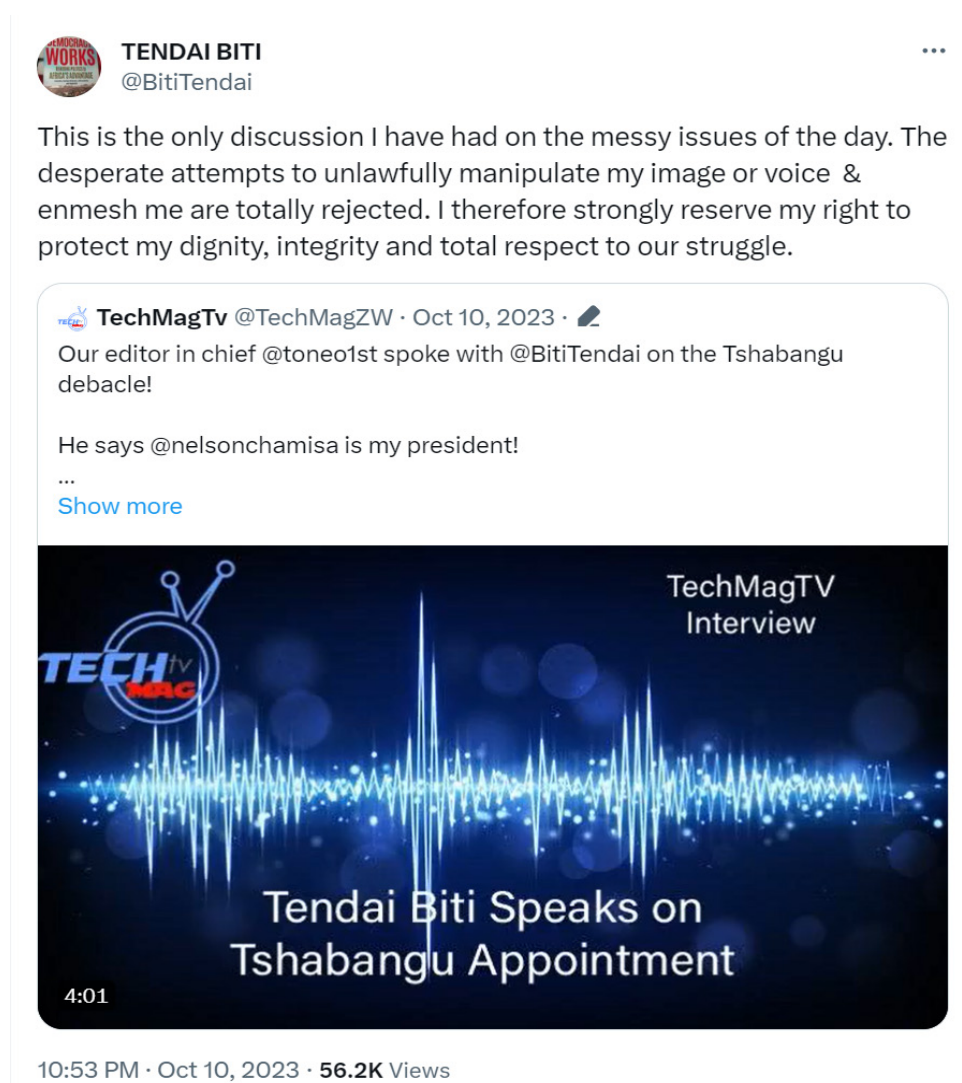 TENDAI BITI
@BitiTendai
This is the only discussion I have had on the messy issues of the day. The
desperate attempts to unlawfully manipulate my image or voice & 
enmesh me are totally rejected. I therefore strongly reserve my right to
protect my dignity, integrity and total respect to our struggle.
TechMagTv @TechMagZW · Oct 10, 2023 ·
Our editor in chief @toneo1st spoke with @BitiTendai on the Tshabangu
debacle!
He says @nelsonchamisa is my president!
...
Show more
TechMagTV
Interview
TECH tv
MAG
Tendai Biti Speaks on
Tshabangu Appointment
4:01
10:53 PM · Oct 10, 2023 · 56.2K Views